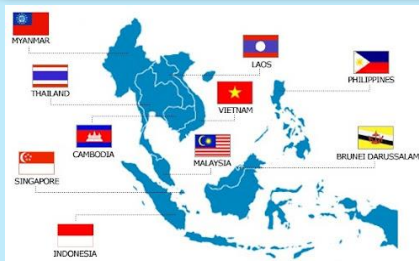 MYANMAR
LAOS
PHILIPPINES
THAILAND
VIETNAM
CAMBODIA
MALAYSIA
BRUNEI DARUSSALAM
SINGAPORE
INDONESIA